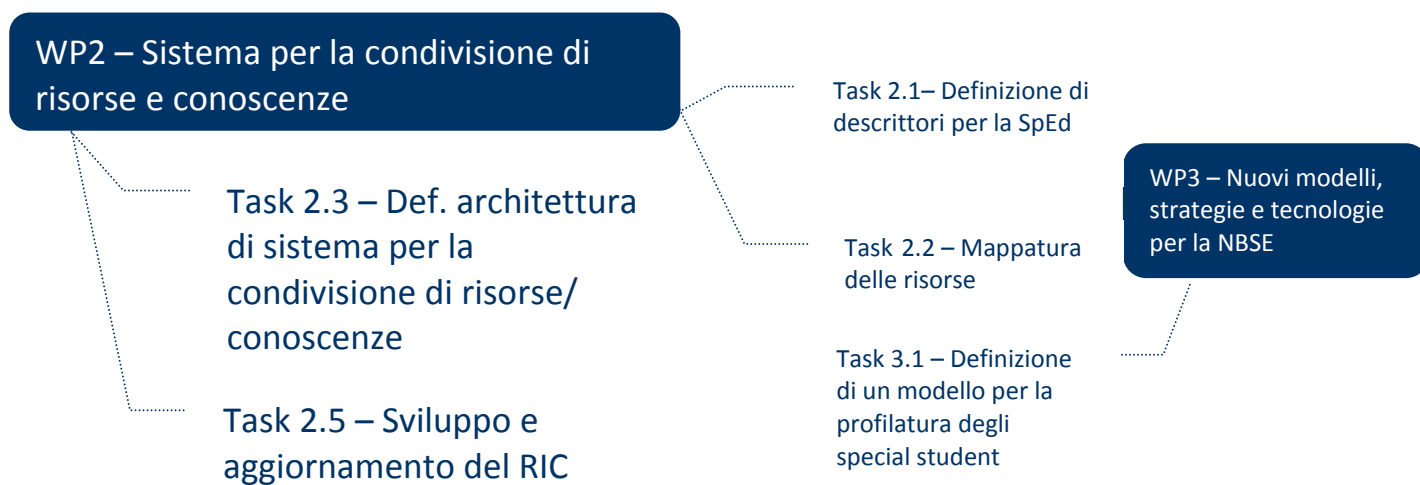 WP2 – Sistema per la condivisione di
risorse e conoscenze
Task 2.1– Definizione di
descrittori per la SpEd
WP3 – Nuovi modelli,
strategie e tecnologie
per la NBSE
Task 2.3 – Def. architettura
di sistema per la
condivisione di risorse/
conoscenze
Task 2.2 – Mappatura
delle risorse
Task 3.1 – Definizione
di un modello per la
profilatura degli
special student
Task 2.5 – Sviluppo e
aggiornamento del RIC